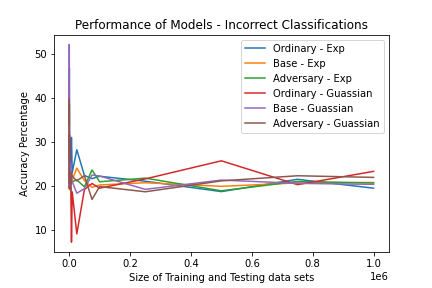 Performance of Models - Incorrect Classifications
Accuracy Percentage
50
40
30
20
10
Ordinary - Exp
Base - Exp
Adversary - Exp
Ordinary - Guassian
Base - Guassian
Adversary - Guassian
0.0 0.2 0.4 0.6 0.8 1.0
1e6
Size of Training and Testing data sets